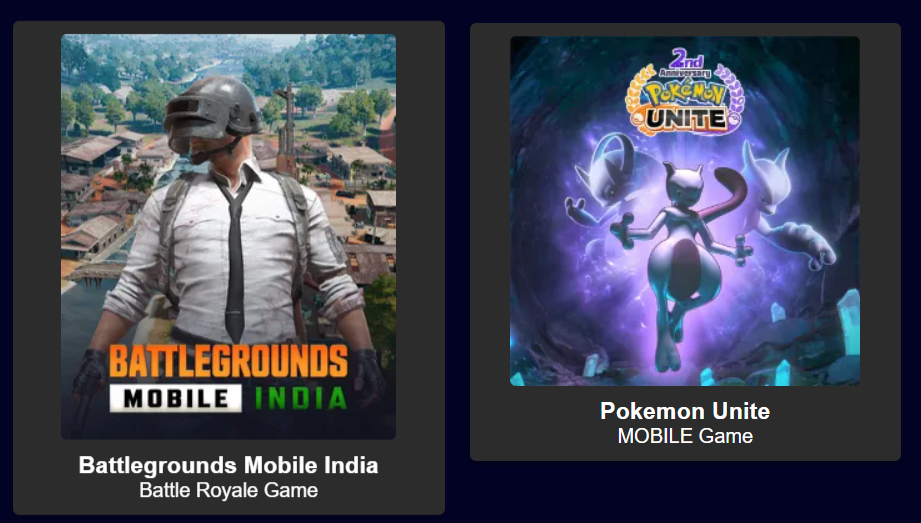 BATTLEGROUNDS
MOBILE INDIA
Battlegrounds Mobile India
Battle Royale Game
2nd
Anniversary
POKéMON
UNITE
Pokemon Unite
MOBILE Game